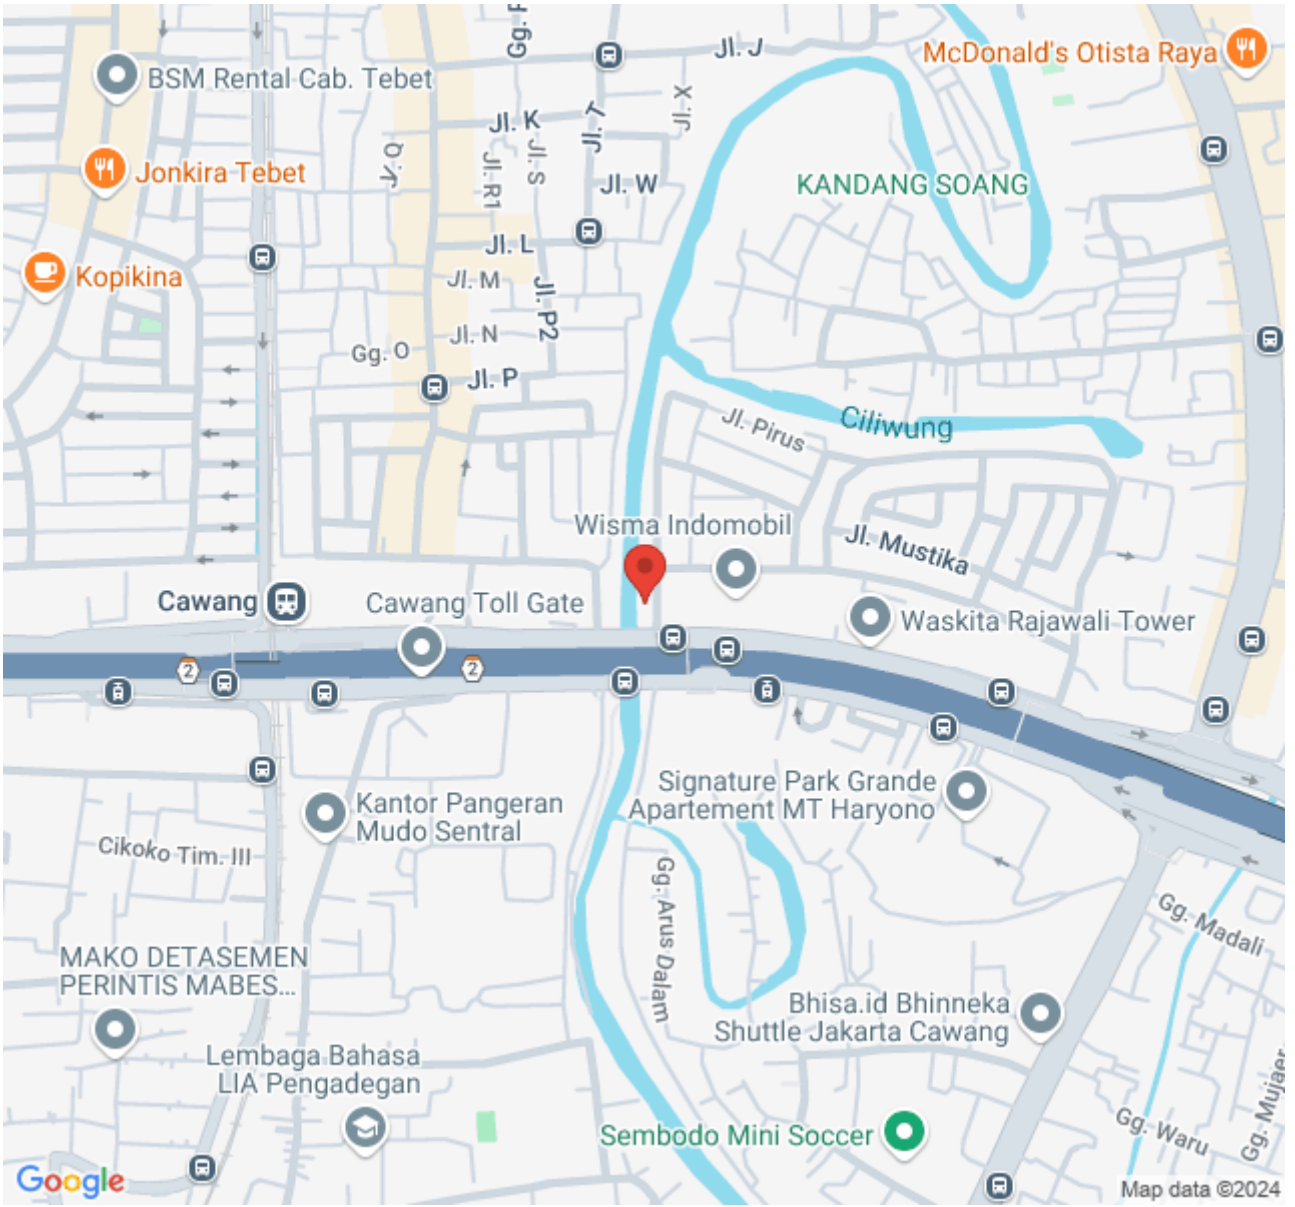 Gg. F
Jl. J
McDonald's Otista Raya
BSM Rental Cab. Tebet
Jl. X
Jl. K
Jl. T
Jl. S
Jl. Q
Jl. R1
Jonkira Tebet
Jl. W
KANDANG SOANG
Jl. L
Kopikina
Jl. M
Jl. P2
Jl. N
Gg. O
Jl. P
Jl. Pirus
Ciliwung
Wisma Indomobil
Jl. Mustika
Cawang
Cawang Toll Gate
Waskita Rajawali Tower
2
2
Signature Park Grande
Apartement MT Haryono
Kantor Pangeran
Mudo Sentral
Cikoko Tim. III
Gg. Arus Dalam
Gg. Madali
MAKO DETASEMEN
PERINTIS MABES...
Bhisa.id Bhinneka
Shuttle Jakarta Cawang
Lembaga Bahasa
LIA Pengadegan
Gg. Mujaer
Sembodo Mini Soccer
Gg. Waru
Google
Map data ©2024